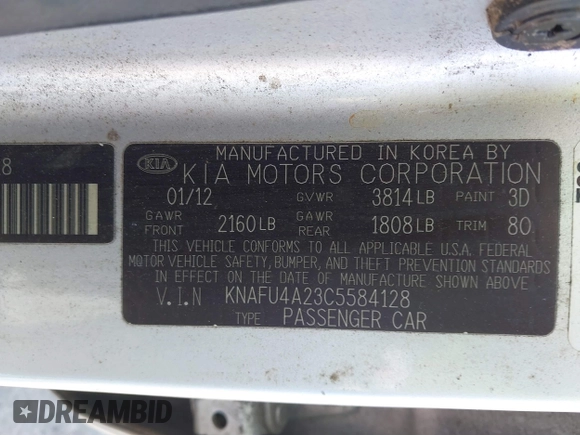 8
KIA
MANUFACTURED IN KOREA BY
KIA MOTORS CORPORATION
01/12 GVWR 3814 LB PAINT 3D
GAWR FRONT 2160 LB GAWR REAR 1808 LB TRIM 80
THIS VEHICLE CONFORMS TO ALL APPLICABLE U.S.A. FEDERAL
MOTOR VEHICLE SAFETY, BUMPER, AND THEFT PREVENTION STANDARDS
IN EFFECT ON THE DATE OF MANUFACTURE SHOWN ABOVE
V.I.N KNAFU4A23C5584128
TYPE PASSENGER CAR
DREAMBID